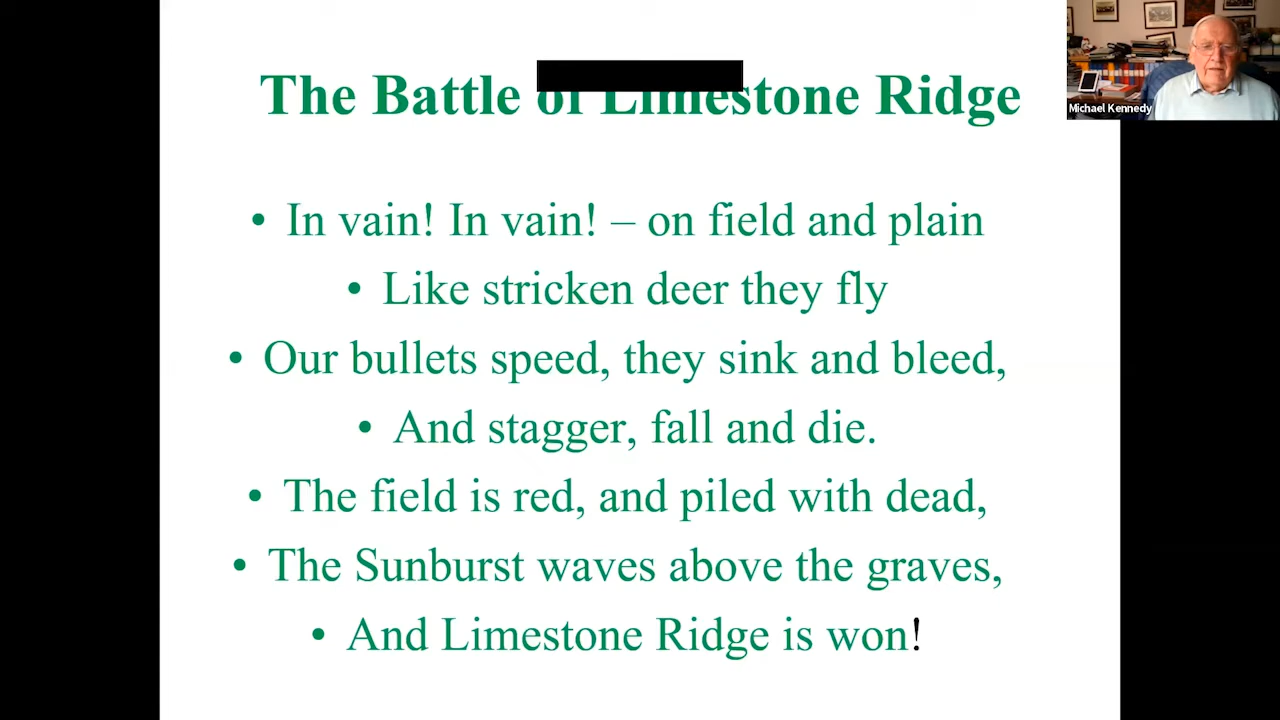 The Battle of Limestone Ridge
Michael Kennedy
• In vain! In vain! – on field and plain
• Like stricken deer they fly
• Our bullets speed, they sink and bleed,
• And stagger, fall and die.
• The field is red, and piled with dead,
• The Sunburst waves above the graves,
• And Limestone Ridge is won!